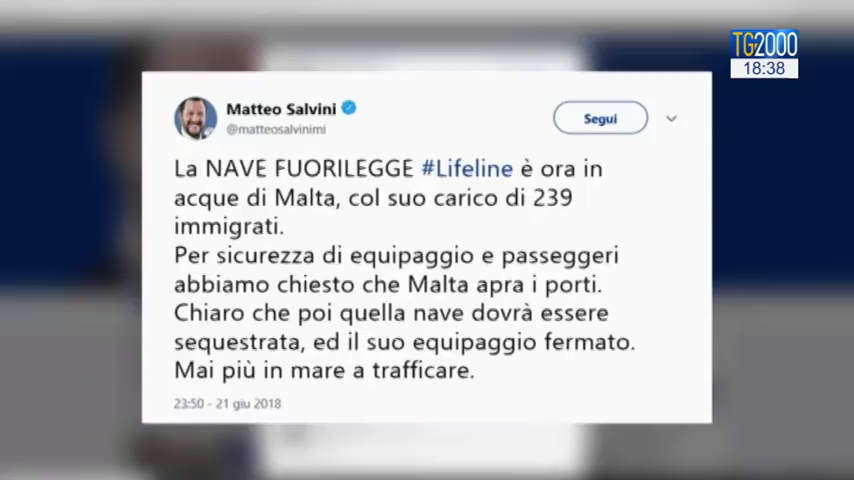 TG2000
18:38
Matteo Salvini
@matteosalvinimi
Segui
La NAVE FUORILEGGE #Lifeline è ora in
acque di Malta, col suo carico di 239
immigrati.
Per sicurezza di equipaggio e passeggeri
abbiamo chiesto che Malta apra i porti.
Chiaro che poi quella nave dovrà essere
sequestrata, ed il suo equipaggio fermato.
Mai più in mare a trafficare.
23:50 - 21 giu 2018